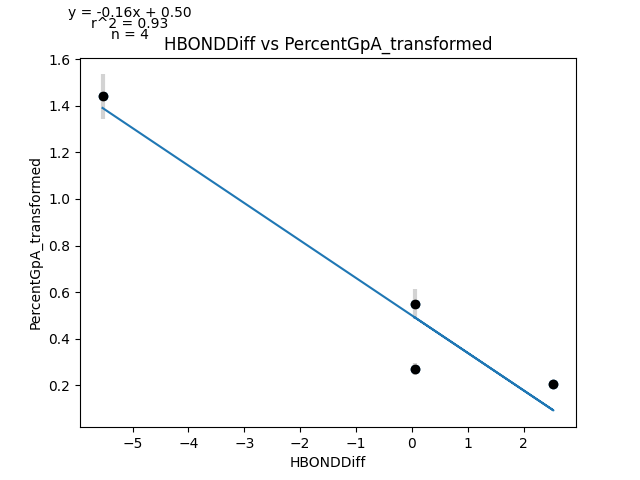 y = -0.16x + 0.50
r^2 = 0.93
n = 4
HBONDDiff vs PercentGpA_transformed
PercentGpA_transformed
1.6
1.4
1.2
1.0
0.8
0.6
0.4
0.2
−5
−4
−3
−2
−1
0
1
2
HBONDDiff